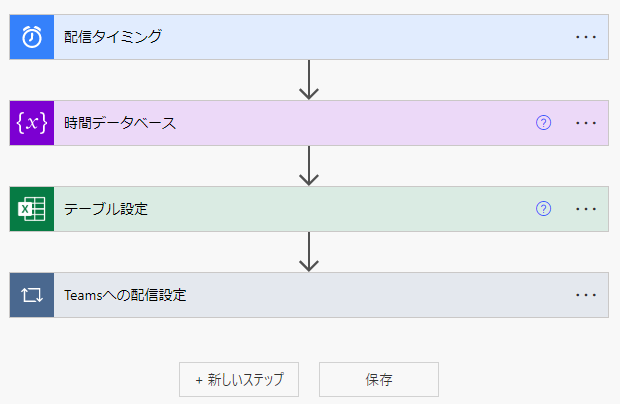 配信タイミング
{x}
時間データベース
テーブル設定
Teamsへの配信設定
+ 新しいステップ
保存